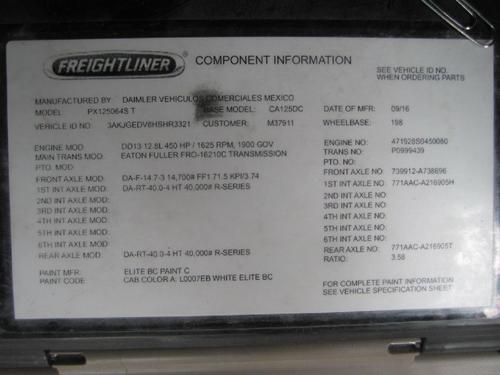 FREIGHTLINER
COMPONENT INFORMATION
SEE VEHICLE ID NO.
WHEN ORDERING PARTS
MANUFACTURED BY: DAIMLER VEHICULOS COMERCIALES MEXICO
MODEL PX125064S T BASE MODEL: CA125DC DATE OF MFR: 09/16
VEHICLE ID NO: 3AKJGEDV8HSHR3321 CUSTOMER: M37911 WHEELBASE: 198
ENGINE MOD: DD13 12.8L 450 HP / 1625 RPM, 1900 GOV ENGINE NO: 471928S0450080
MAIN TRANS MOD: EATON FULLER FRO-16210C TRANSMISSION TRANS NO: P0999439
PTO. MOD: PTO NO:
FRONT AXLE MOD: DA-F-14.7-3 14,700# FF1 71.5 KPI/3.74 FRONT AXLE NO: 739912-A738696
1ST INT AXLE MOD: DA-RT-40.0-4 HT 40,000# R-SERIES 1ST INT AXLE NO: 771AAC-A216905H
2ND INT AXLE MOD: 2ND INT AXLE NO:
3RD INT AXLE MOD: 3RD INT AXLE NO:
4TH INT AXLE MOD: 4TH INT AXLE NO:
5TH INT AXLE MOD: 5TH INT AXLE NO:
6TH INT AXLE MOD: 6TH INT AXLE NO:
REAR AXLE MOD: DA-RT-40.0-4 HT 40,000# R-SERIES REAR AXLE NO: 771AAC-A216905T
RATIO: 3.58
PAINT MFR: ELITE BC PAINT C
PAINT CODE: CAB COLOR A: L0007EB WHITE ELITE BC
FOR COMPLETE PAINT INFORMATION
SEE VEHICLE SPECIFICATION SHEET